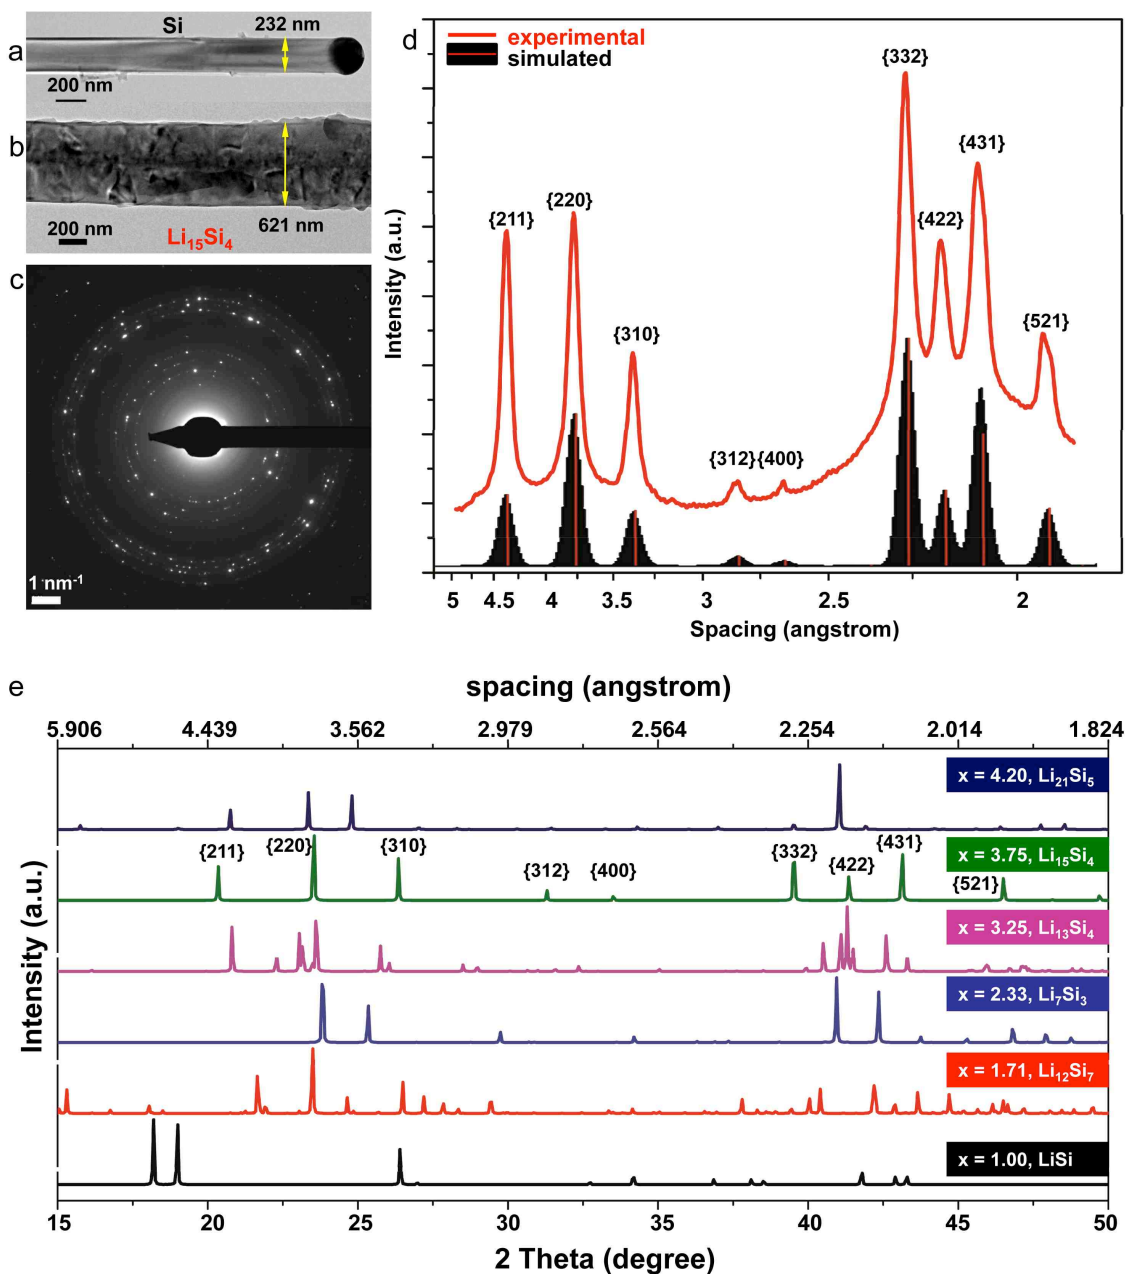 a
Si
232 nm
200 nm
b
200 nm
621 nm
Li15Si4
c
1 nm-1
d
experimental
simulated
{332}
{431}
{211}
{220}
{422}
{310}
{521}
{312}
{400}
Intensity (a.u.)
5 4.5 4 3.5 3 2.5 2
Spacing (angstrom)
e
spacing (angstrom)
5.906 4.439 3.562 2.979 2.564 2.254 2.014 1.824
x = 4.20, Li21Si5
{211} {220} {310} {312} {400} {332} {422} {431} {521}
x = 3.75, Li15Si4
x = 3.25, Li13Si4
x = 2.33, Li7Si3
x = 1.71, Li12Si7
x = 1.00, LiSi
Intensity (a.u.)
15 20 25 30 35 40 45 50
2 Theta (degree)